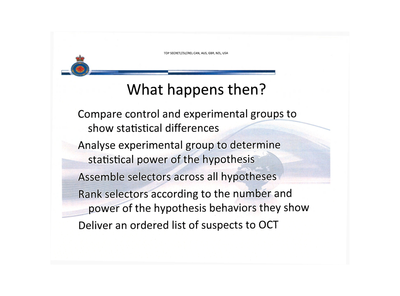 TOP SECRET//SI//REL CAN, AUS, GBR, NZL, USA
What happens then?
Compare control and experimental groups to
show statistical differences
Analyse experimental group to determine
statistical power of the hypothesis
Assemble selectors across all hypotheses
Rank selectors according to the number and
power of the hypothesis behaviors they show
Deliver an ordered list of suspects to OCT